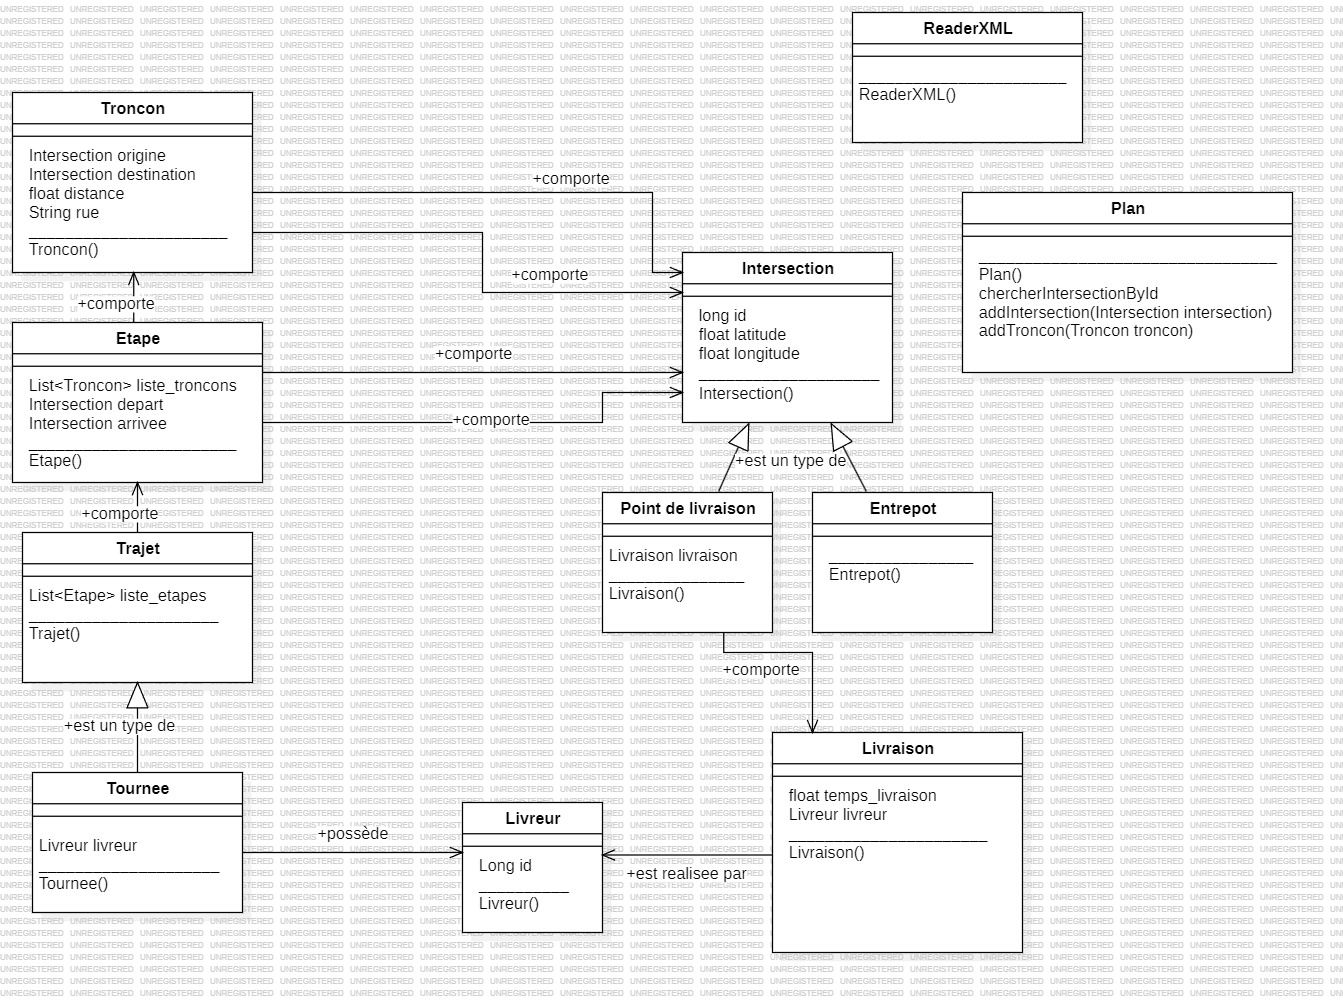 ReaderXML
ReaderXML()
Troncon
Intersection origine
Intersection destination
float distance
String rue
Troncon()
+comporte
+comporte
Plan
Plan()
chercherIntersectionById
addIntersection(Intersection intersection)
addTroncon(Troncon troncon)
Intersection
long id
float latitude
float longitude
Intersection()
+comporte
Etape
List<Troncon> liste_troncons
Intersection depart
Intersection arrivee
Etape()
+comporte
+comporte
+est un type de
+comporte
Trajet
List<Etape> liste_etapes
Trajet()
Point de livraison
Livraison livraison
Livraison()
Entrepot
Entrepot()
+comporte
+est un type de
Tournee
Livreur livreur
Tournee()
+possède
Livreur
Long id
Livreur()
+est realisee par
Livraison
float temps_livraison
Livreur livreur
Livraison()
UNREGISTERED